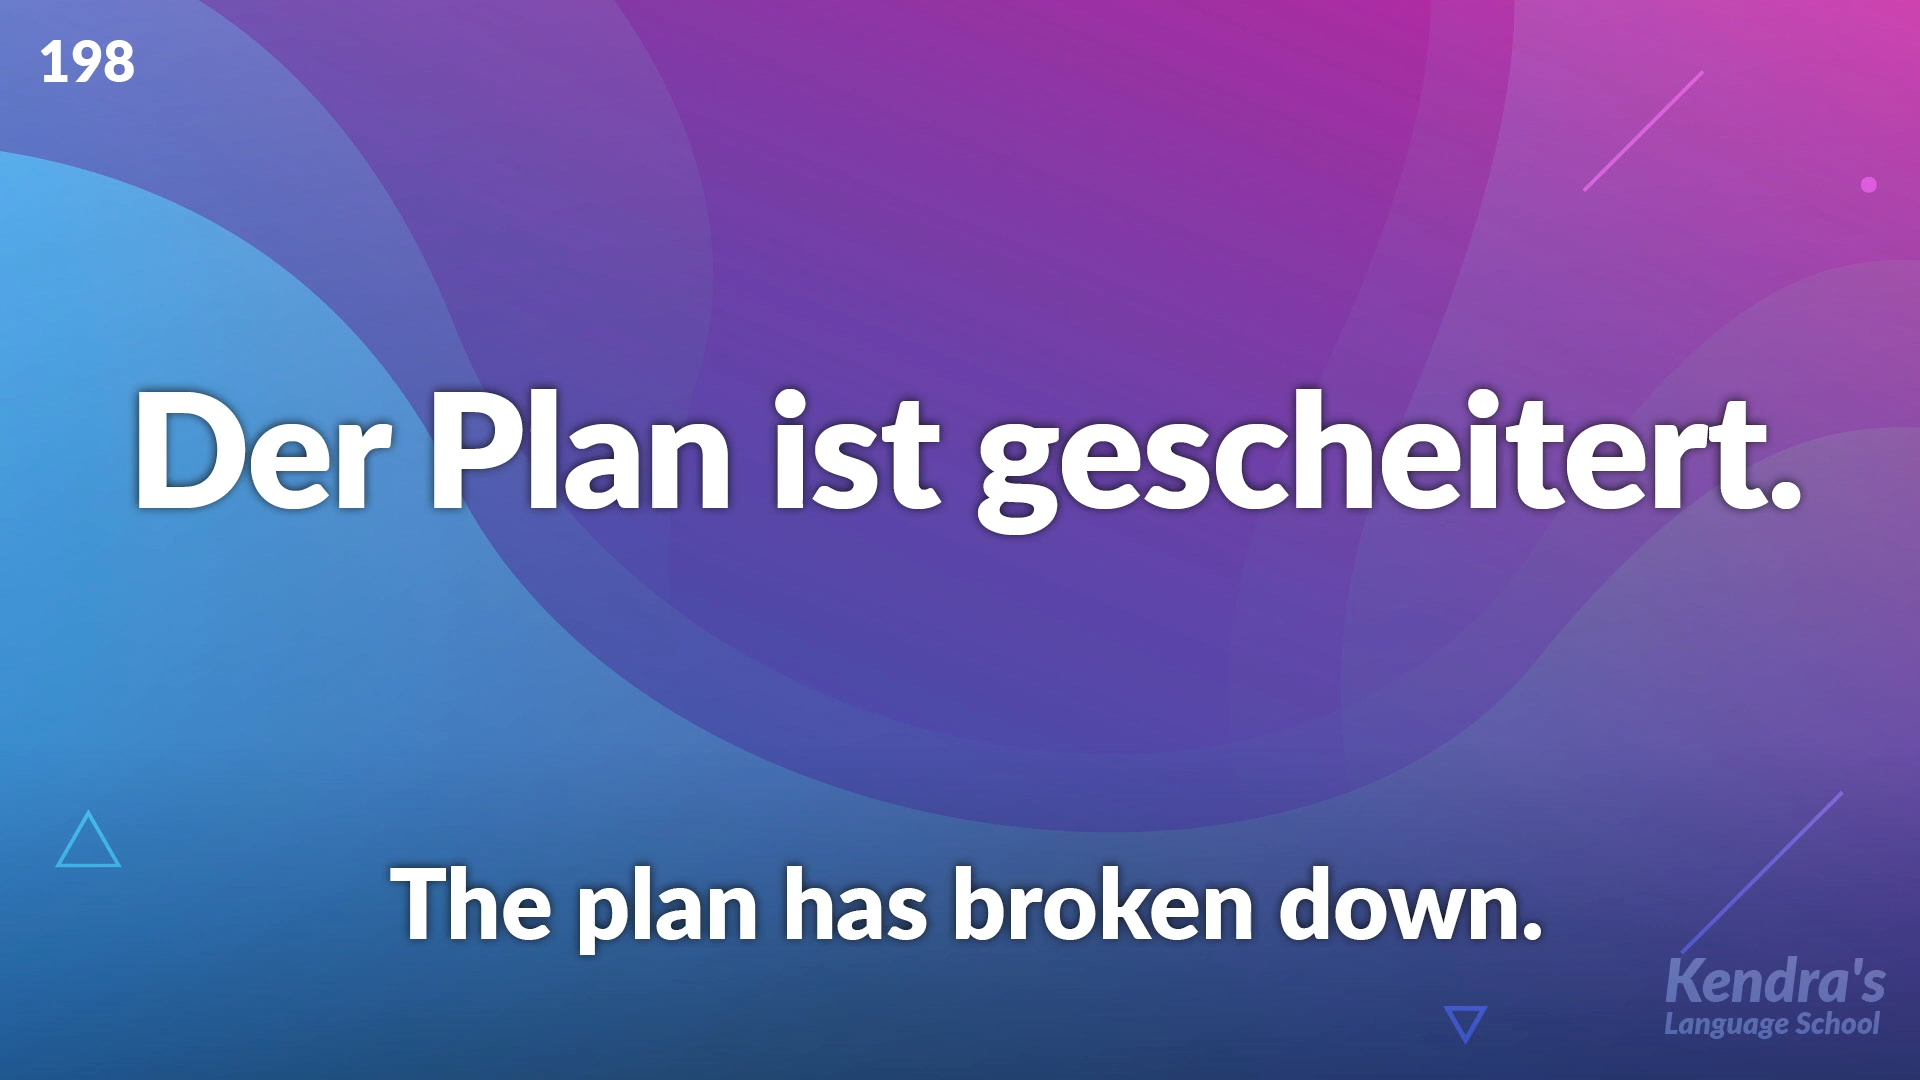 198
Der Plan ist gescheitert.
The plan has broken down.
Kendra's
Language School